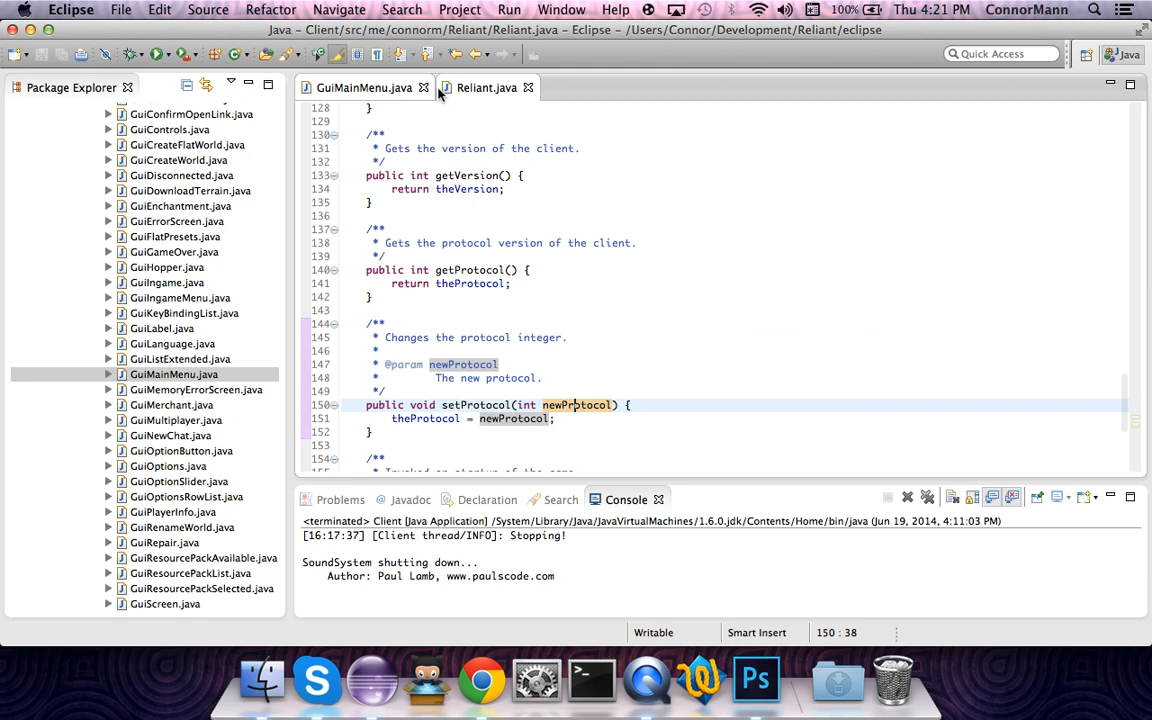 Eclipse File Edit Source Refactor Navigate Search Project Run Window Help 100% Thu 4:21 PM ConnorMann
Java - Client/src/me/connorm/Reliant/Reliant.java - Eclipse - /Users/Connor/Development/Reliant/eclipse
Quick Access Java
Package Explorer
GuiConfirmOpenLink.java
GuiControls.java
GuiCreateFlatWorld.java
GuiCreateWorld.java
GuiDisconnected.java
GuiDownloadTerrain.java
GuiEnchantment.java
GuiErrorScreen.java
GuiFlatPresets.java
GuiGameOver.java
GuiHopper.java
GuiIngame.java
GuiIngameMenu.java
GuiKeyBindingList.java
GuiLabel.java
GuiLanguage.java
GuiListExtended.java
GuiMainMenu.java
GuiMemoryErrorScreen.java
GuiMerchant.java
GuiMultiplayer.java
GuiNewChat.java
GuiOptionButton.java
GuiOptions.java
GuiOptionSlider.java
GuiOptionsRowList.java
GuiPlayerInfo.java
GuiRenameWorld.java
GuiRepair.java
GuiResourcePackAvailable.java
GuiResourcePackList.java
GuiResourcePackSelected.java
GuiScreen.java
GuiMainMenu.java Reliant.java
128 }
129
130 /**
131 * Gets the version of the client.
132 */
133 public int getVersion() {
134 return theVersion;
135 }
136
137 /**
138 * Gets the protocol version of the client.
139 */
140 public int getProtocol() {
141 return theProtocol;
142 }
143
144 /**
145 * Changes the protocol integer.
146 *
147 * @param newProtocol
148 * The new protocol.
149 */
150 public void setProtocol(int newProtocol) {
151 theProtocol = newProtocol;
152 }
153
154 /**
Problems Javadoc Declaration Search Console
<terminated> Client [Java Application] /System/Library/Java/JavaVirtualMachines/1.6.0.jdk/Contents/Home/bin/java (Jun 19, 2014, 4:11:03 PM)
[16:17:37] [Client thread/INFO]: Stopping!
SoundSystem shutting down...
Author: Paul Lamb, www.paulscode.com
Writable Smart Insert 150 : 38
Ps